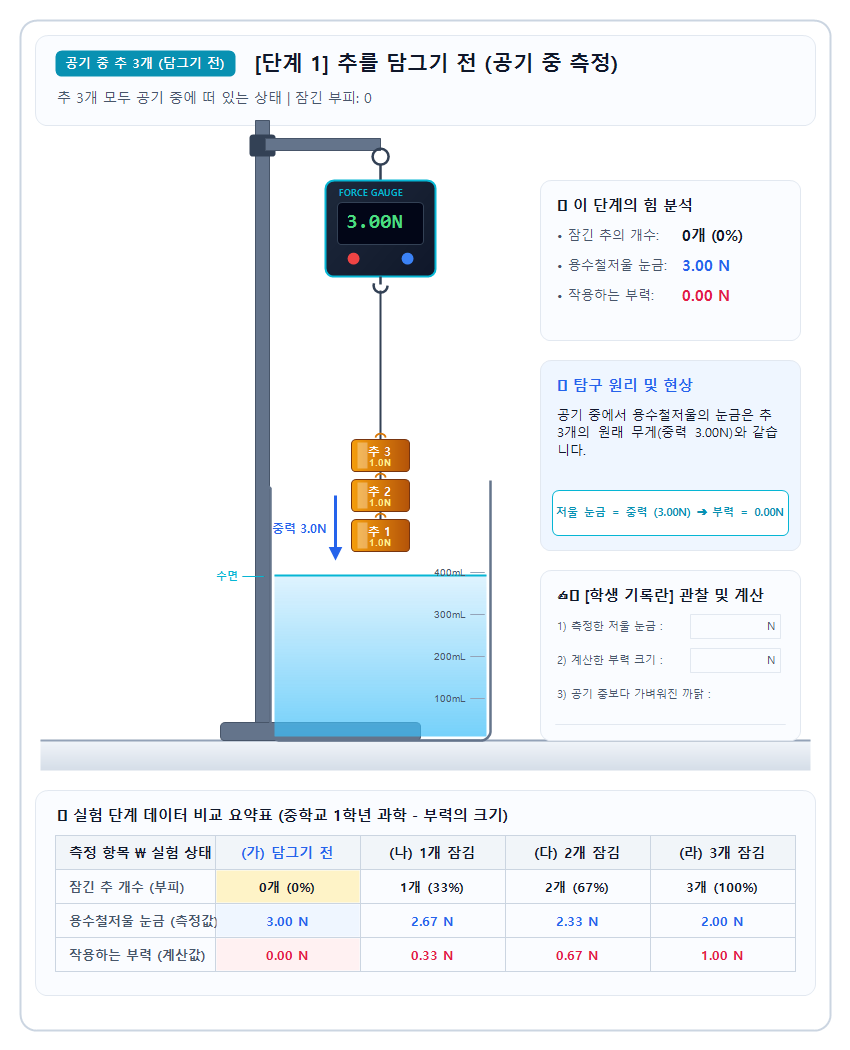 공기 중 추 3개 (담그기 전)
[단계 1] 추를 담그기 전 (공기 중 측정)
추 3개 모두 공기 중에 떠 있는 상태 | 잠긴 부피: 0
FORCE GAUGE
3.00N
추 3
1.0N
추 2
1.0N
추 1
1.0N
중력 3.0N
수면
400mL
300mL
200mL
100mL
이 단계의 힘 분석
• 잠긴 추의 개수: 0개 (0%)
• 용수철저울 눈금: 3.00 N
• 작용하는 부력: 0.00 N
탐구 원리 및 현상
공기 중에서 용수철저울의 눈금은 추
3개의 원래 무게(중력 3.00N)와 같습
니다.
저울 눈금 = 중력 (3.00N) ➔ 부력 = 0.00N
✍ [학생 기록란] 관찰 및 계산
1) 측정한 저울 눈금 : N
2) 계산한 부력 크기 : N
3) 공기 중보다 가벼워진 까닭 :
실험 단계 데이터 비교 요약표 (중학교 1학년 과학 - 부력의 크기)
측정 항목 ₩ 실험 상태 (가) 담그기 전 (나) 1개 잠김 (다) 2개 잠김 (라) 3개 잠김
잠긴 추 개수 (부피) 0개 (0%) 1개 (33%) 2개 (67%) 3개 (100%)
용수철저울 눈금 (측정값) 3.00 N 2.67 N 2.33 N 2.00 N
작용하는 부력 (계산값) 0.00 N 0.33 N 0.67 N 1.00 N